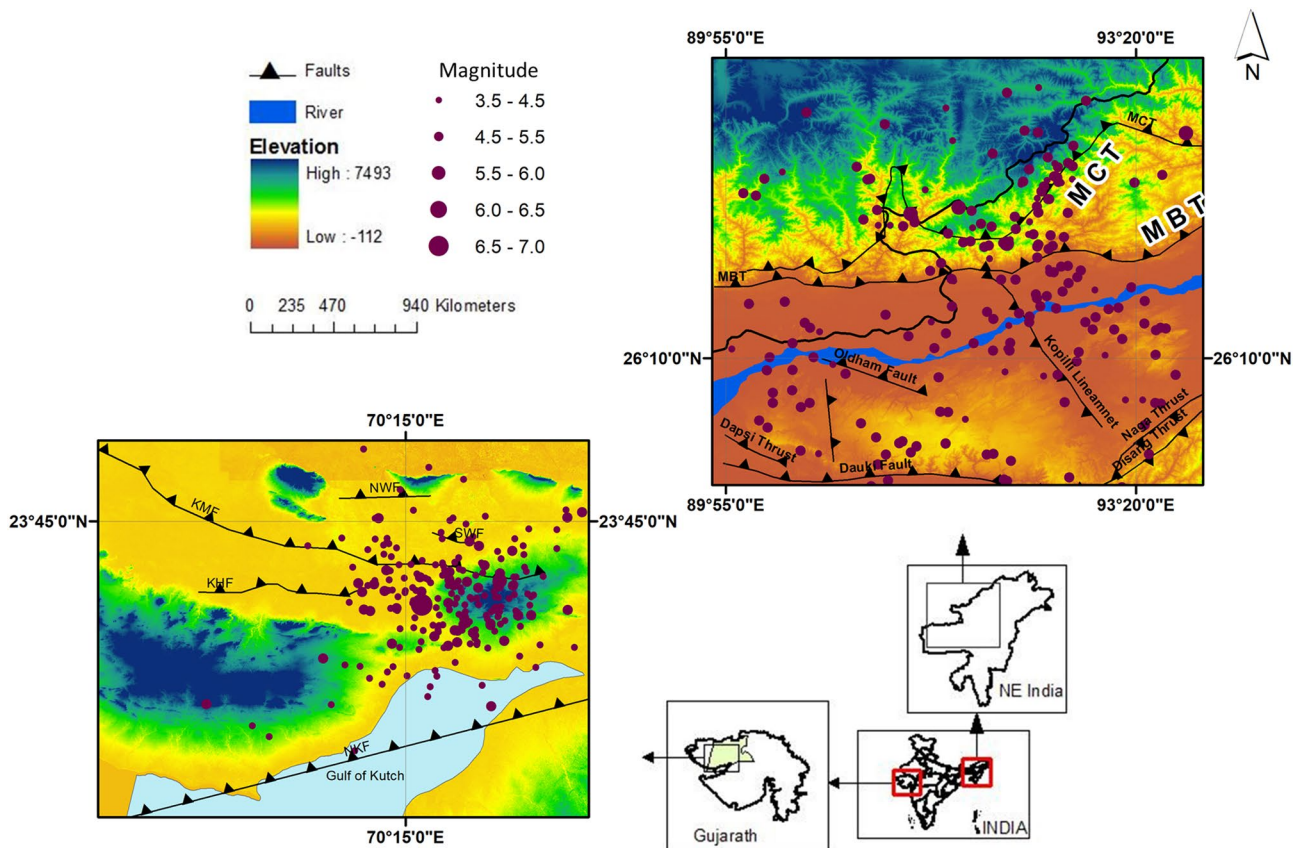 Faults
River
Elevation
High : 7493
Low : -112
0 235 470 940 Kilometers
Magnitude
3.5 - 4.5
4.5 - 5.5
5.5 - 6.0
6.0 - 6.5
6.5 - 7.0
89°55'0"E
93°20'0"E
N
MCT
MCT
MBT
MBT
26°10'0"N
26°10'0"N
Oldham Fault
Kopilli Lineamnet
Dapsi Thrust
Dauki Fault
Naga Thrust
Disang Thrust
89°55'0"E
93°20'0"E
70°15'0"E
23°45'0"N
23°45'0"N
KMF
NWF
SWF
KHF
NKF
Gulf of Kutch
70°15'0"E
NE India
Gujarath
INDIA